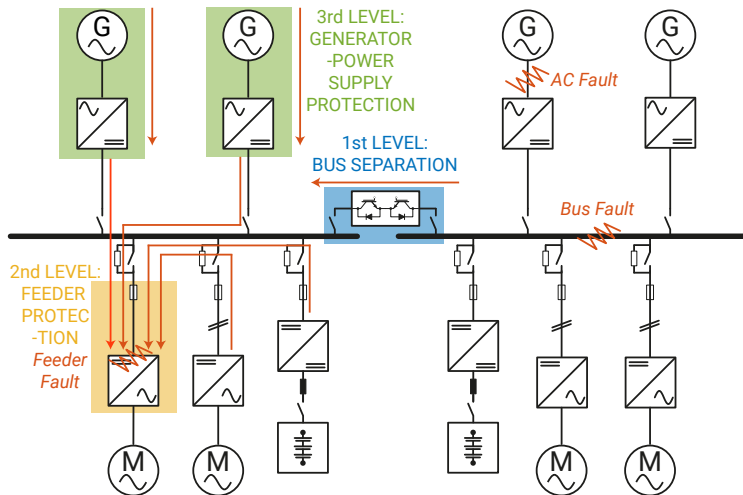 G
G
3rd LEVEL:
GENERATOR
-POWER
SUPPLY
PROTECTION
G
G
AC Fault
1st LEVEL:
BUS SEPARATION
Bus Fault
2nd LEVEL:
FEEDER
PROTEC
-TION
Feeder
Fault
M
M
M
M